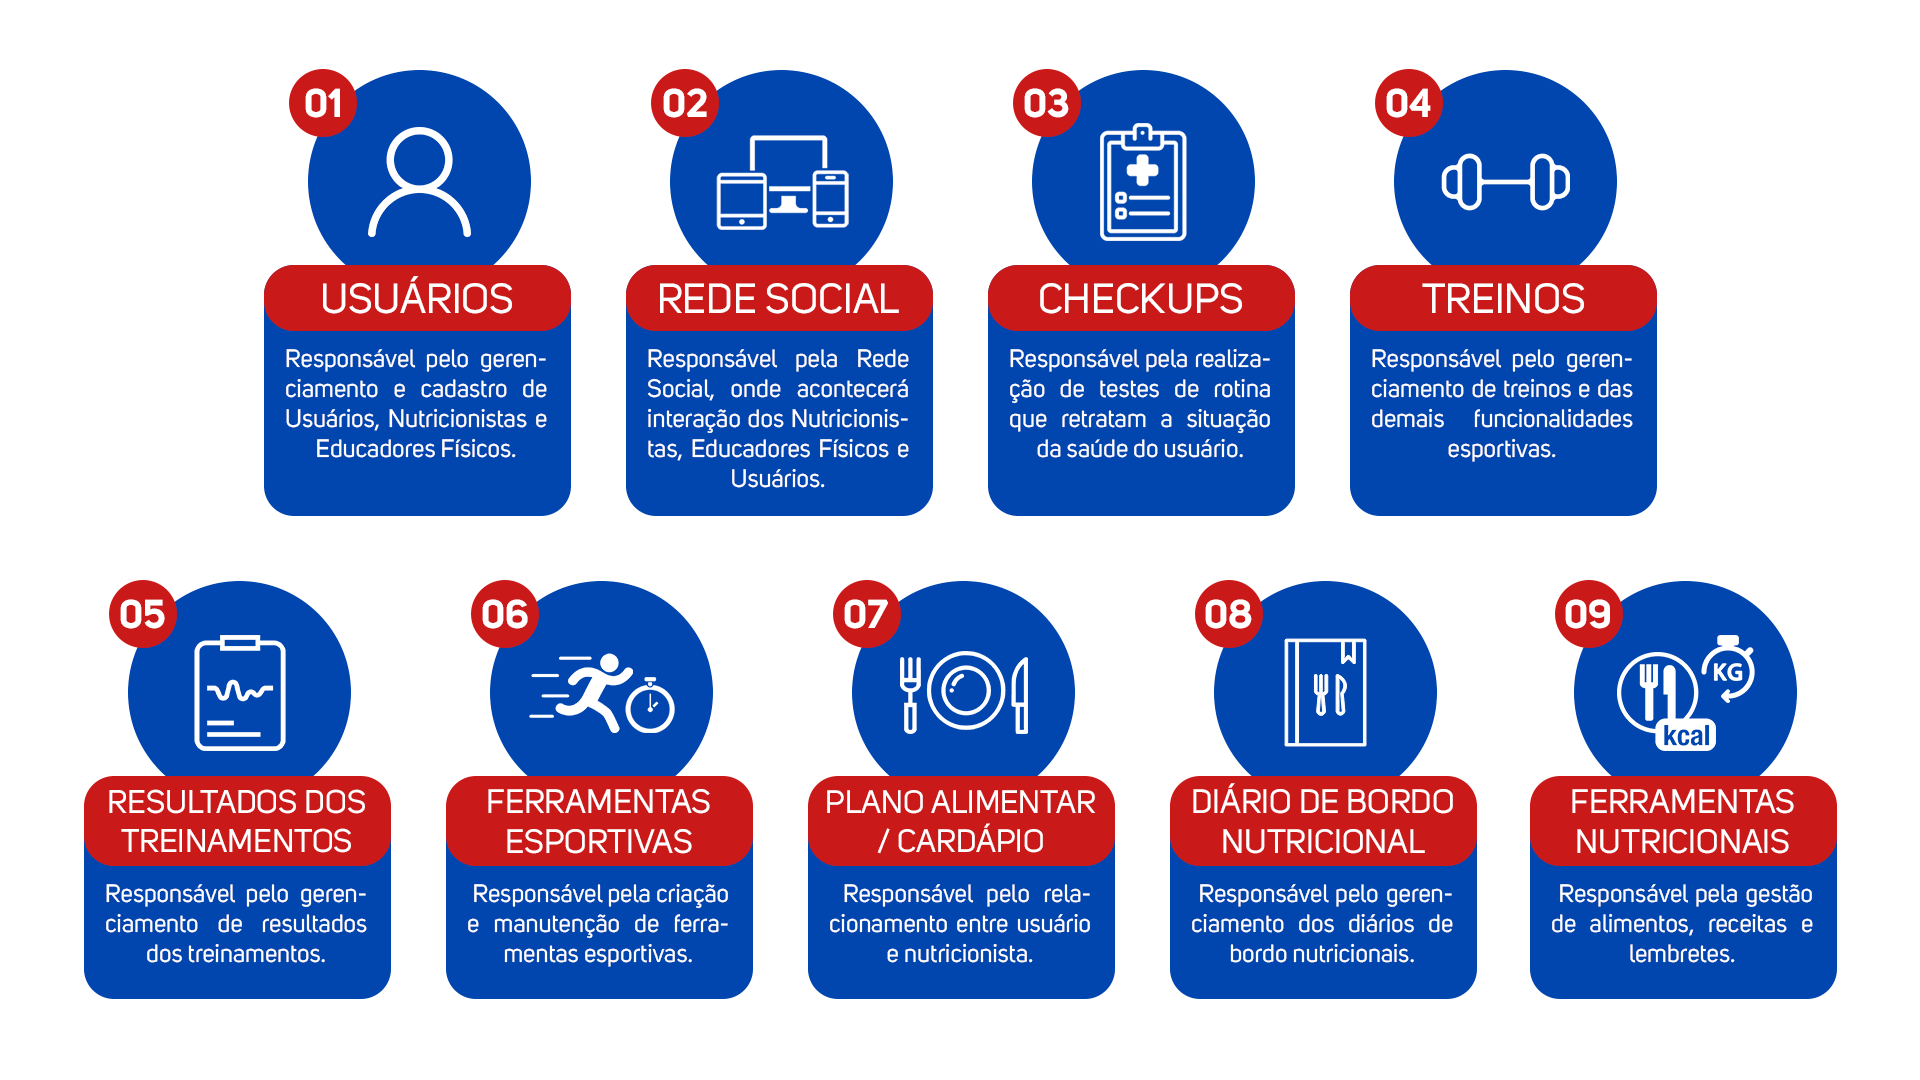 01
USUÁRIOS
Responsável pelo geren-
ciamento e cadastro de
Usuários, Nutricionistas e
Educadores Físicos.
02
REDE SOCIAL
Responsável pela Rede
Social, onde acontecerá
interação dos Nutricionis-
tas, Educadores Físicos e
Usuários.
03
CHECKUPS
Responsável pela realiza-
ção de testes de rotina
que retratam a situação
da saúde do usuário.
04
TREINOS
Responsável pelo geren-
ciamento de treinos e das
demais funcionalidades
esportivas.
05
RESULTADOS DOS
TREINAMENTOS
Responsável pelo geren-
ciamento de resultados
dos treinamentos.
06
FERRAMENTAS
ESPORTIVAS
Responsável pela criação
e manutenção de ferra-
mentas esportivas.
07
PLANO ALIMENTAR
/ CARDÁPIO
Responsável pelo rela-
cionamento entre usuário
e nutricionista.
08
DIÁRIO DE BORDO
NUTRICIONAL
Responsável pelo geren-
ciamento dos diários de
bordo nutricionais.
09
KG
kcal
FERRAMENTAS
NUTRICIONAIS
Responsável pela gestão
de alimentos, receitas e
lembretes.